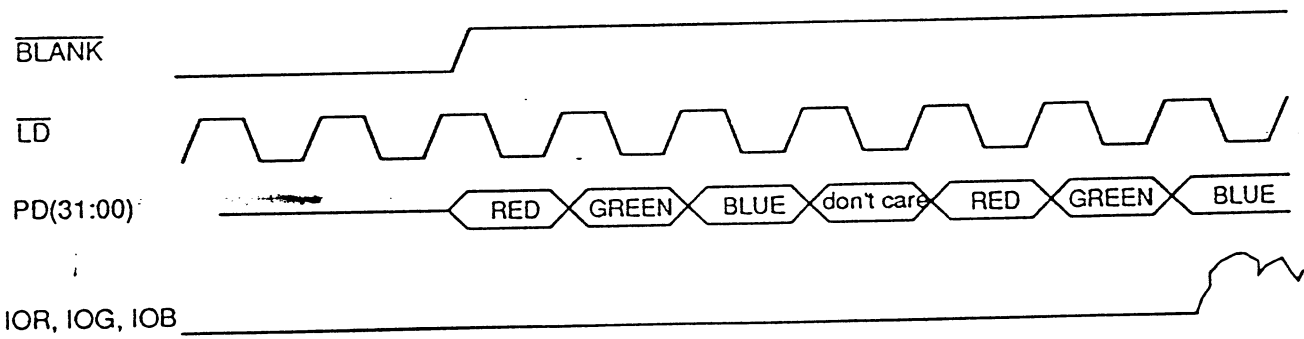 BLANK
LD
PD(31:00) RED GREEN BLUE don't care RED GREEN BLUE
IOR, IOG, IOB